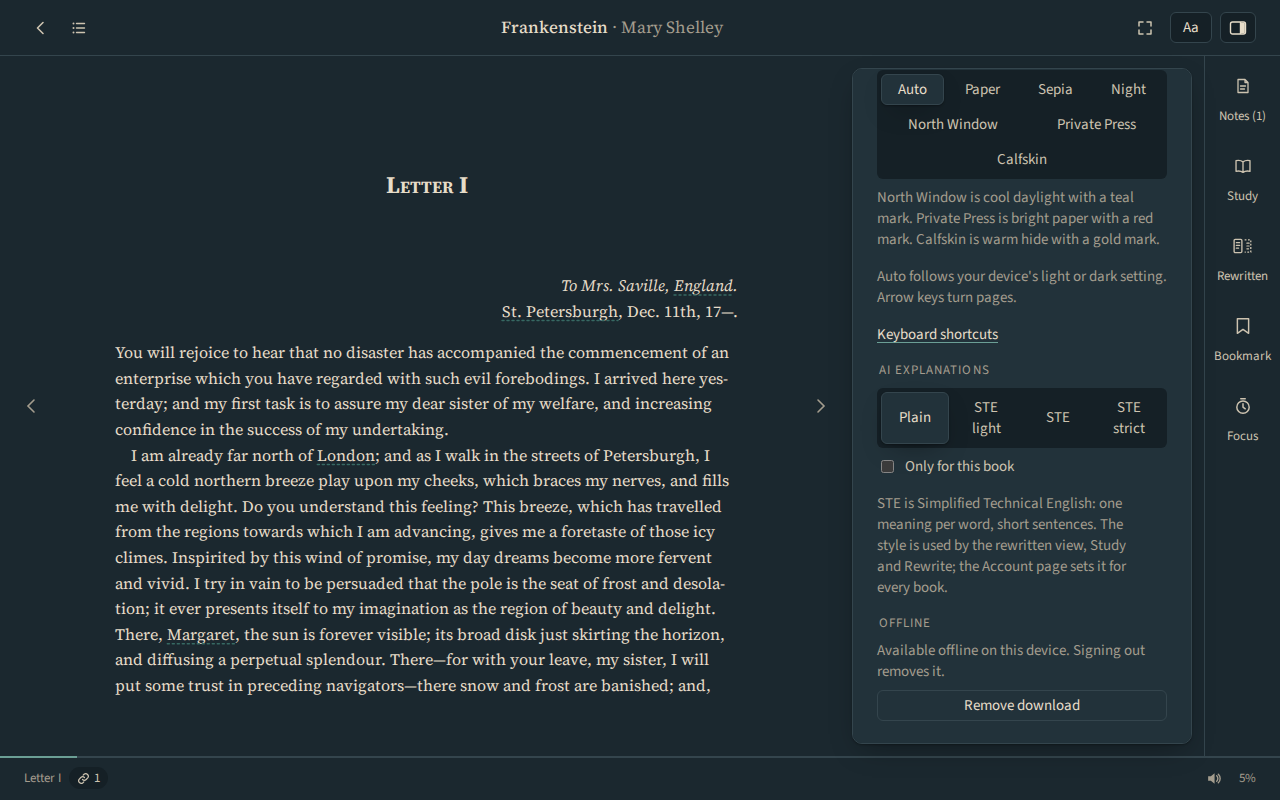 Frankenstein · Mary Shelley
Aa
Letter I
To Mrs. Saville, England.
St. Petersburgh, Dec. 11th, 17—.
You will rejoice to hear that no disaster has accompanied the commencement of an
enterprise which you have regarded with such evil forebodings. I arrived here yes-
terday; and my first task is to assure my dear sister of my welfare, and increasing
confidence in the success of my undertaking.
I am already far north of London; and as I walk in the streets of Petersburgh, I
feel a cold northern breeze play upon my cheeks, which braces my nerves, and fills
me with delight. Do you understand this feeling? This breeze, which has travelled
from the regions towards which I am advancing, gives me a foretaste of those icy
climes. Inspirited by this wind of promise, my day dreams become more fervent
and vivid. I try in vain to be persuaded that the pole is the seat of frost and desola-
tion; it ever presents itself to my imagination as the region of beauty and delight.
There, Margaret, the sun is forever visible; its broad disk just skirting the horizon,
and diffusing a perpetual splendour. There—for with your leave, my sister, I will
put some trust in preceding navigators—there snow and frost are banished; and,
Auto Paper Sepia Night
North Window Private Press
Calfskin
North Window is cool daylight with a teal
mark. Private Press is bright paper with a red
mark. Calfskin is warm hide with a gold mark.
Auto follows your device's light or dark setting.
Arrow keys turn pages.
Keyboard shortcuts
AI EXPLANATIONS
Plain
STE
light
STE
STE
strict
Only for this book
STE is Simplified Technical English: one
meaning per word, short sentences. The
style is used by the rewritten view, Study
and Rewrite; the Account page sets it for
every book.
OFFLINE
Available offline on this device. Signing out
removes it.
Remove download
Notes (1)
Study
Rewritten
Bookmark
Focus
Letter I
1
5%